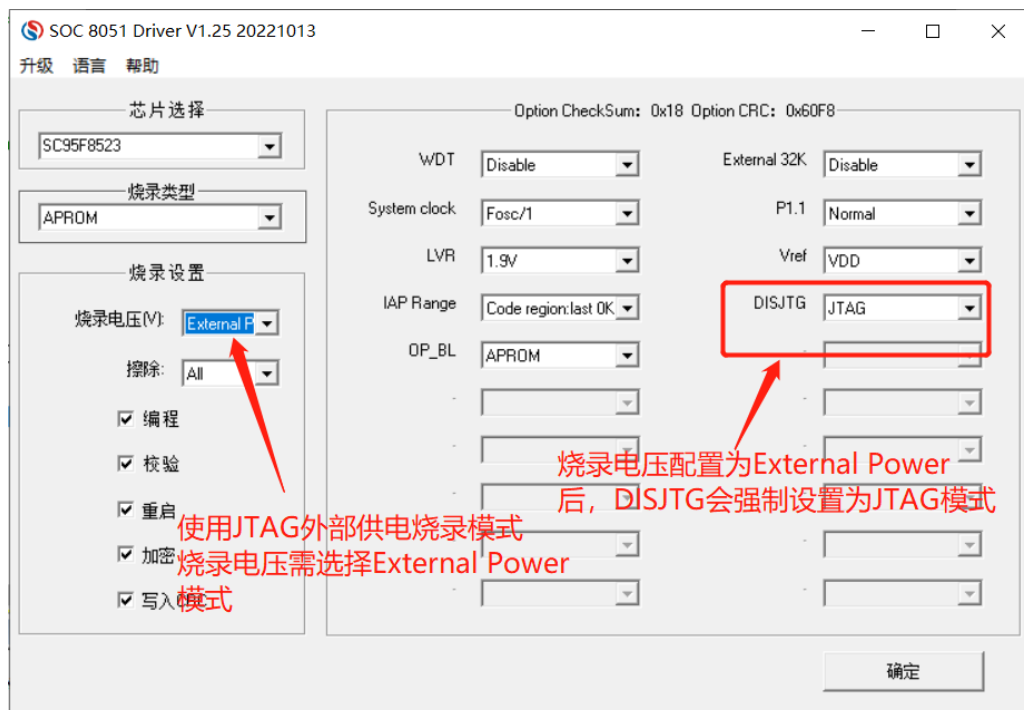 SOC 8051 Driver V1.25 20221013
升级 语言 帮助
芯片选择
SC95F8523
烧录类型
APROM
烧录设置
烧录电压(V): External P
擦除: All
编程
校验
重启
加密
写入CRC
Option CheckSum: 0x18 Option CRC: 0x60F8
WDT Disable External 32K Disable
System clock Fosc/1 P1.1 Normal
LVR 1.9V Vref VDD
IAP Range Code region:last 0K DISJTG JTAG
OP_BL APROM
烧录电压配置为External Power
后，DISJTG会强制设置为JTAG模式
使用JTAG外部供电烧录模式
烧录电压需选择External Power
模式
确定